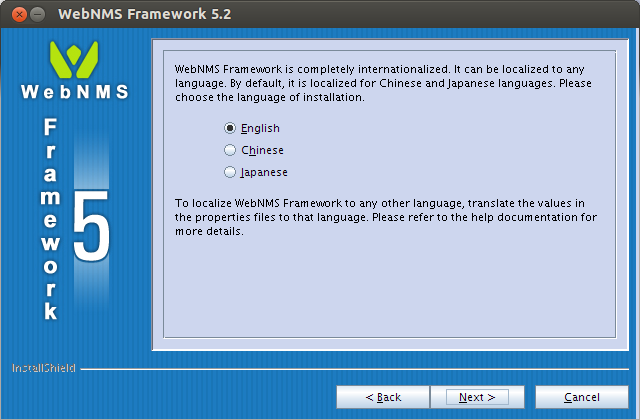 WebNMS Framework 5.2
WebNMS
Framework
5
WebNMS Framework is completely internationalized. It can be localized to any
language. By default, it is localized for Chinese and Japanese languages. Please
choose the language of installation.
English
Chinese
Japanese
To localize WebNMS Framework to any other language, translate the values in
the properties files to that language. Please refer to the help documentation for
more details.
InstallShield
< Back
Next >
Cancel